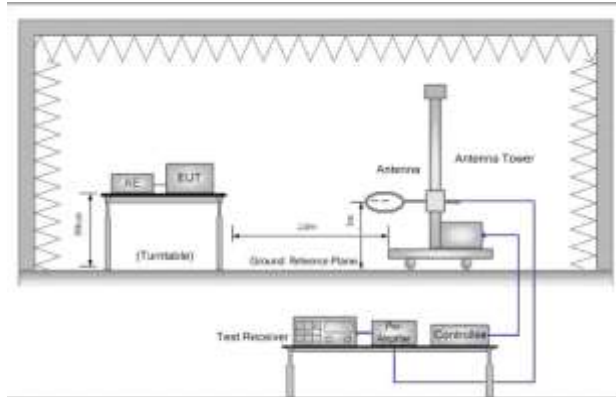 AE
EUT
Antenna
Antenna Tower
(Turntable)
Ground Reference Plane
Test Receiver
Controller